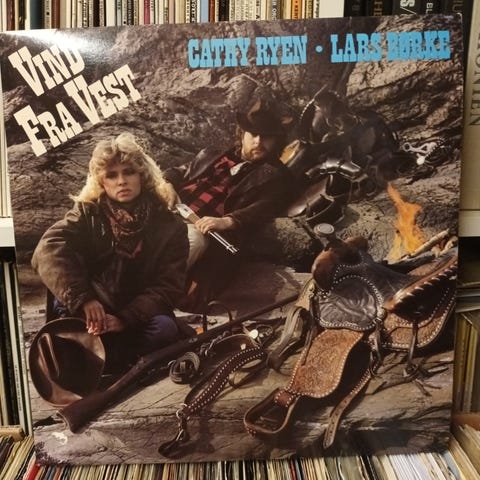 VIND
FRA VEST
CATHY RYEN • LARS BØRKE